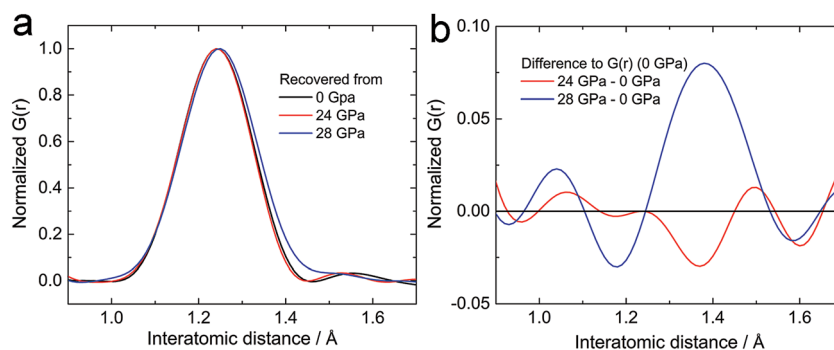 a
1.0
0.8
0.6
0.4
0.2
0.0
Normalized G(r)
Recovered from
0 Gpa
24 GPa
28 GPa
1.0
1.2
1.4
1.6
Interatomic distance / Å
b
0.10
0.05
0.00
-0.05
Normalized G(r)
Difference to G(r) (0 GPa)
24 GPa - 0 GPa
28 GPa - 0 GPa
1.0
1.2
1.4
1.6
Interatomic distance / Å